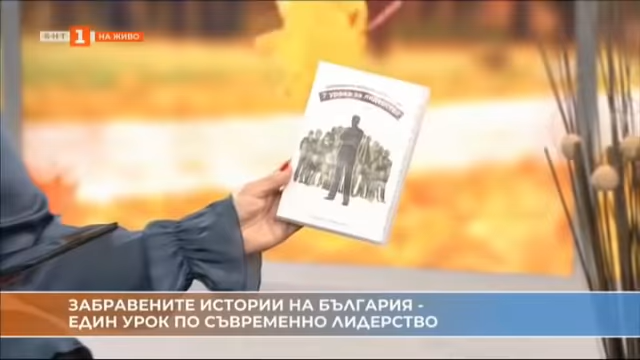 БНТ 1 НА ЖИВО
7 урока за лидерство
ЗАБРАВЕНИТЕ ИСТОРИИ НА БЪЛГАРИЯ -
ЕДИН УРОК ПО СЪВРЕМЕННО ЛИДЕРСТВО